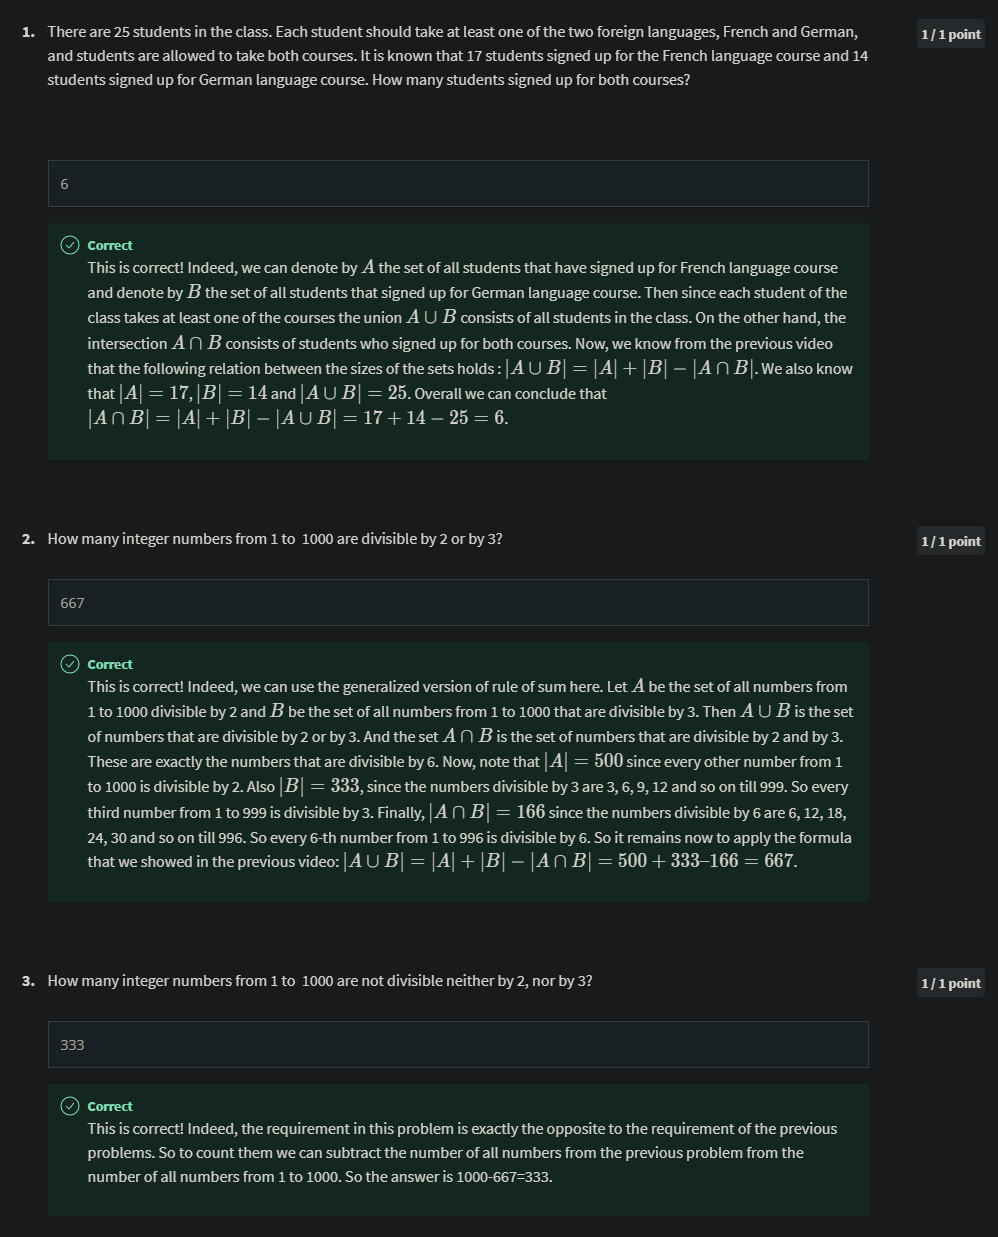 1. There are 25 students in the class. Each student should take at least one of the two foreign languages, French and German,
1 / 1 point
and students are allowed to take both courses. It is known that 17 students signed up for the French language course and 14
students signed up for German language course. How many students signed up for both courses?
6
Correct
This is correct! Indeed, we can denote by A the set of all students that have signed up for French language course
and denote by B the set of all students that signed up for German language course. Then since each student of the
class takes at least one of the courses the union A ∪ B consists of all students in the class. On the other hand, the
intersection A ∩ B consists of students who signed up for both courses. Now, we know from the previous video
that the following relation between the sizes of the sets holds : |A ∪ B| = |A| + |B| − |A ∩ B|. We also know
that |A| = 17, |B| = 14 and |A ∪ B| = 25. Overall we can conclude that
|A ∩ B| = |A| + |B| − |A ∪ B| = 17 + 14 − 25 = 6.
2. How many integer numbers from 1 to 1000 are divisible by 2 or by 3?
1 / 1 point
667
Correct
This is correct! Indeed, we can use the generalized version of rule of sum here. Let A be the set of all numbers from
1 to 1000 divisible by 2 and B be the set of all numbers from 1 to 1000 that are divisible by 3. Then A ∪ B is the set
of numbers that are divisible by 2 or by 3. And the set A ∩ B is the set of numbers that are divisible by 2 and by 3.
These are exactly the numbers that are divisible by 6. Now, note that |A| = 500 since every other number from 1
to 1000 is divisible by 2. Also |B| = 333, since the numbers divisible by 3 are 3, 6, 9, 12 and so on till 999. So every
third number from 1 to 999 is divisible by 3. Finally, |A ∩ B| = 166 since the numbers divisible by 6 are 6, 12, 18,
24, 30 and so on till 996. So every 6-th number from 1 to 996 is divisible by 6. So it remains now to apply the formula
that we showed in the previous video: |A ∪ B| = |A| + |B| − |A ∩ B| = 500 + 333–166 = 667.
3. How many integer numbers from 1 to 1000 are not divisible neither by 2, nor by 3?
1 / 1 point
333
Correct
This is correct! Indeed, the requirement in this problem is exactly the opposite to the requirement of the previous
problems. So to count them we can subtract the number of all numbers from the previous problem from the
number of all numbers from 1 to 1000. So the answer is 1000-667=333.